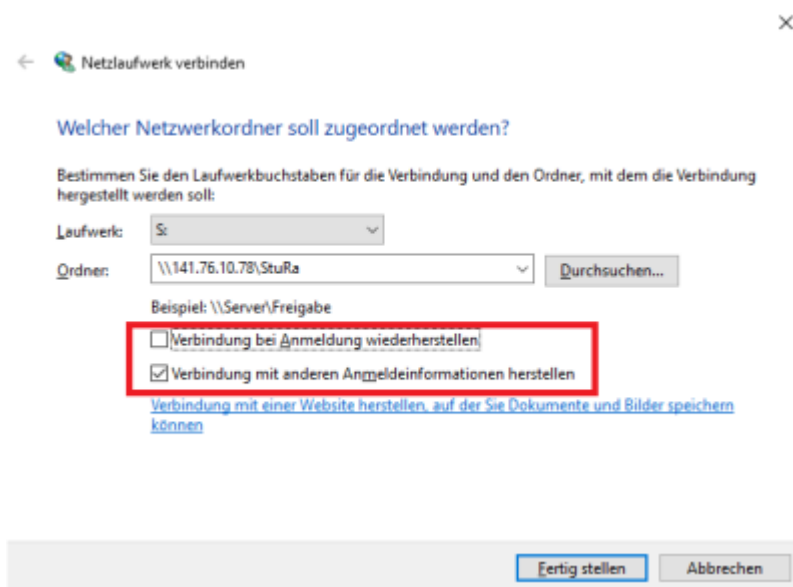 Netzlaufwerk verbinden
Welcher Netzwerkordner soll zugeordnet werden?
Bestimmen Sie den Laufwerkbuchstaben für die Verbindung und den Ordner, mit dem die Verbindung
hergestellt werden soll:
Laufwerk: S:
Ordner: \\141.76.10.78\StuRa Durchsuchen...
Beispiel: \\Server\Freigabe
Verbindung bei Anmeldung wiederherstellen
Verbindung mit anderen Anmeldeinformationen herstellen
Verbindung mit einer Website herstellen, auf der Sie Dokumente und Bilder speichern
können
Fertig stellen Abbrechen